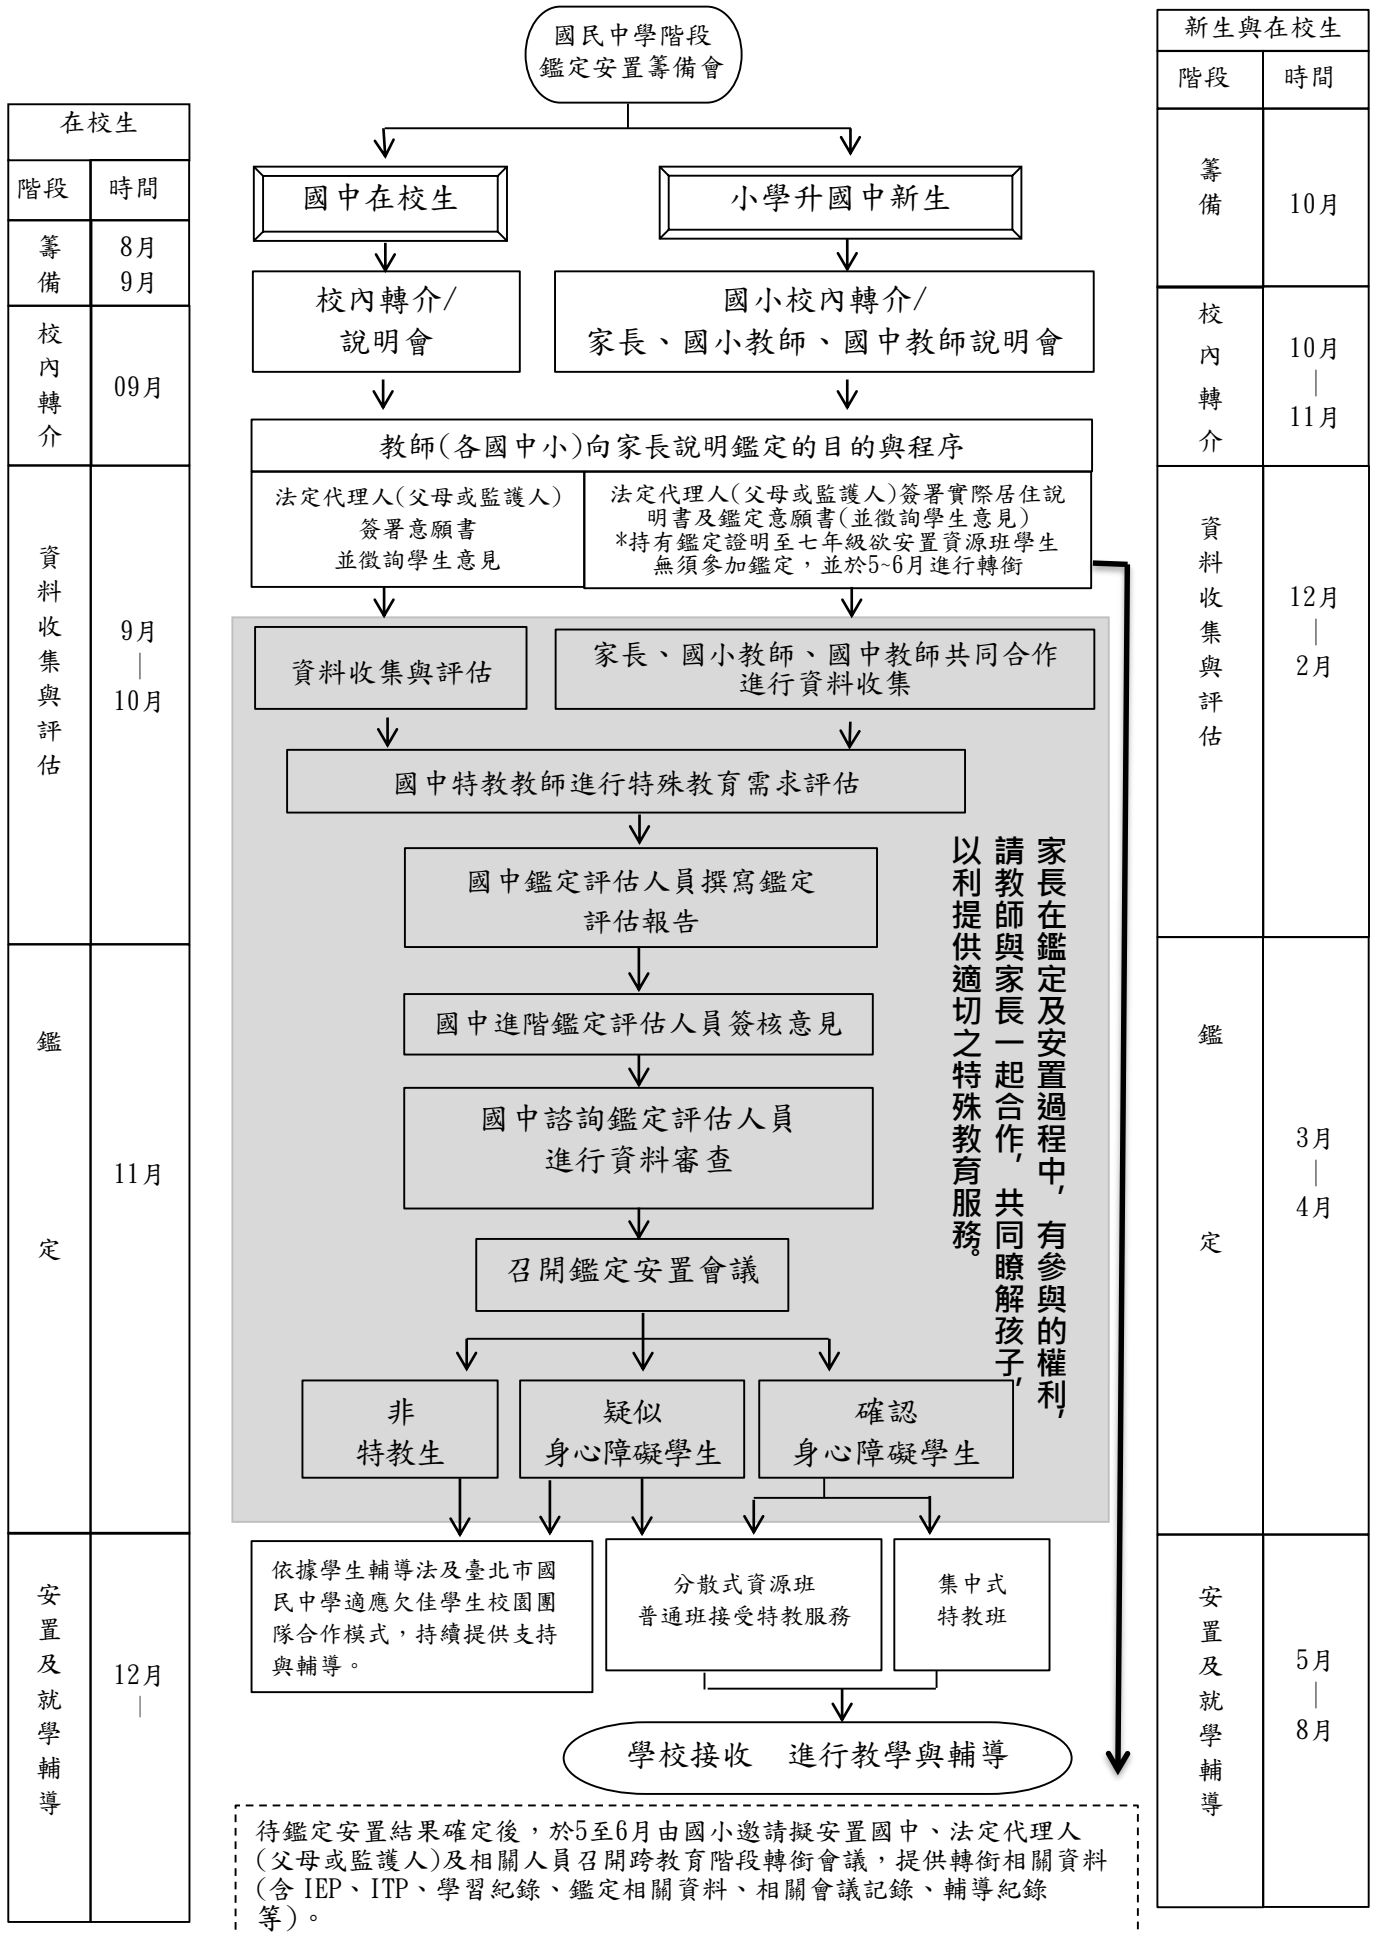 國民中學階段
鑑定安置籌備會
在校生
階段
時間
籌
備
8月
9月
校
內
轉
介
09月
資
料
收
集
與
評
估
9月
|
10月
鑑
定
11月
安
置
及
就
學
輔
導
12月
|
國中在校生
小學升國中新生
校內轉介/
說明會
國小校內轉介/
家長、國小教師、國中教師說明會
教師(各國中小)向家長說明鑑定的目的與程序
法定代理人(父母或監護人)
簽署意願書
並徵詢學生意見
法定代理人(父母或監護人)簽署實際居住說
明書及鑑定意願書(並徵詢學生意見)
*持有鑑定證明至七年級欲安置資源班學生
無須參加鑑定，並於5~6月進行轉銜
資料收集與評估
家長、國小教師、國中教師共同合作
進行資料收集
國中特教教師進行特殊教育需求評估
國中鑑定評估人員撰寫鑑定
評估報告
國中進階鑑定評估人員簽核意見
國中諮詢鑑定評估人員
進行資料審查
召開鑑定安置會議
家長在鑑定及安置過程中，有參與的權利，
請教師與家長一起合作，共同瞭解孩子，
以利提供適切之特殊教育服務。
非
特教生
疑似
身心障礙學生
確認
身心障礙學生
依據學生輔導法及臺北市國
民中學適應欠佳學生校園團
隊合作模式，持續提供支持
與輔導。
分散式資源班
普通班接受特教服務
集中式
特教班
學校接收　進行教學與輔導
待鑑定安置結果確定後，於5至6月由國小邀請擬安置國中、法定代理人
(父母或監護人)及相關人員召開跨教育階段轉銜會議，提供轉銜相關資料
(含 IEP、ITP、學習紀錄、鑑定相關資料、相關會議記錄、輔導紀錄
等)。
新生與在校生
階段
時間
籌
備
10月
校
內
轉
介
10月
|
11月
資
料
收
集
與
評
估
12月
|
2月
鑑
定
3月
|
4月
安
置
及
就
學
輔
導
5月
|
8月